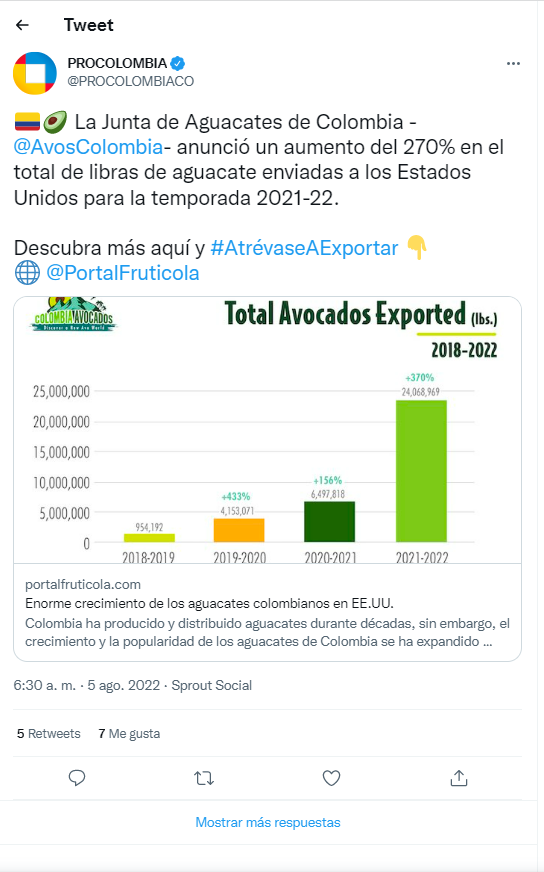 Tweet
PROCOLOMBIA
@PROCOLOMBIACO
La Junta de Aguacates de Colombia -
@AvosColombia- anunció un aumento del 270% en el
total de libras de aguacate enviadas a los Estados
Unidos para la temporada 2021-22.
Descubra más aquí y #AtrévaseAExportar
@PortalFruticola
COLOMBIA AVOCADOS
Discover a New Avo World
Total Avocados Exported (lbs.)
2018-2022
+370%
25,000,000
24,068,969
20,000,000
15,000,000
10,000,000
+156%
6,497,818
+433%
4,153,071
5,000,000
954,192
0
2018-2019 2019-2020 2020-2021 2021-2022
portalfruticola.com
Enorme crecimiento de los aguacates colombianos en EE.UU.
Colombia ha producido y distribuido aguacates durante décadas, sin embargo, el
crecimiento y la popularidad de los aguacates de Colombia se ha expandido ...
6:30 a. m. · 5 ago. 2022 · Sprout Social
5 Retweets 7 Me gusta
Mostrar más respuestas